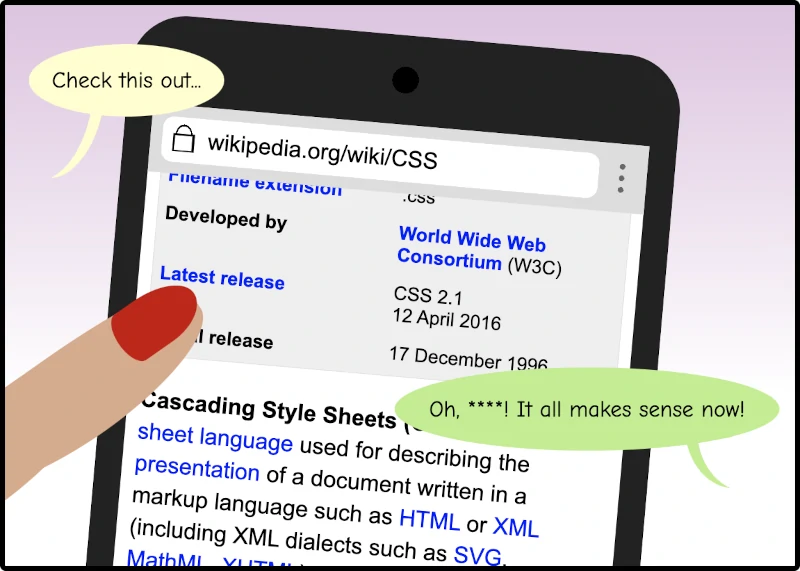 Check this out...
wikipedia.org/wiki/CSS
Filename extension
.css
Developed by
World Wide Web
Consortium (W3C)
Latest release
CSS 2.1
12 April 2016
release
17 December 1996
Cascading Style Sheets
Oh, ****! It all makes sense now!
sheet language used for describing the
presentation of a document written in a
markup language such as HTML or XML
(including XML dialects such as SVG,
MathML, XHTML